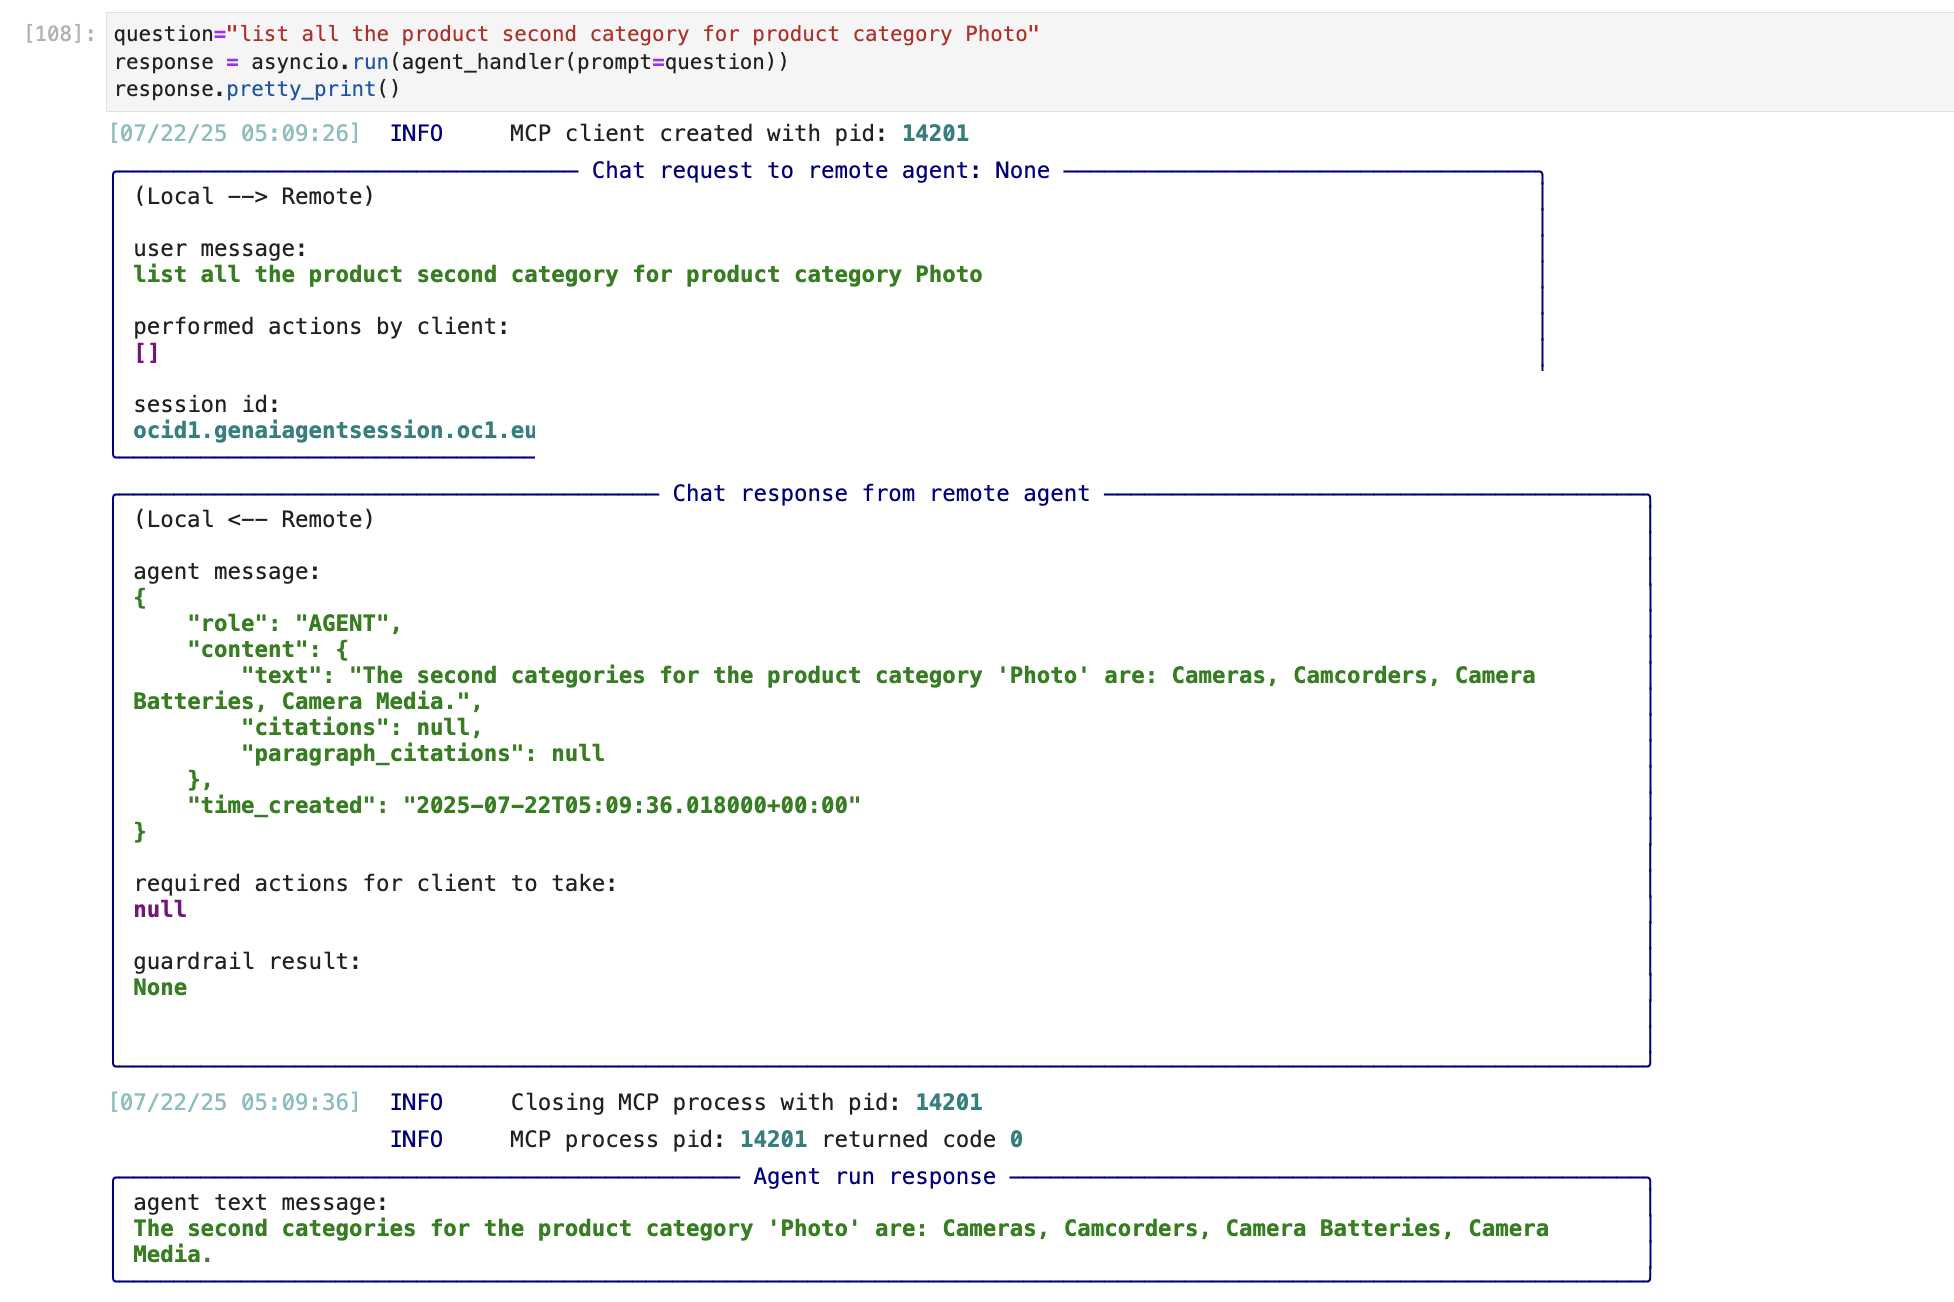 [108]: question="list all the product second category for product category Photo"
response = asyncio.run(agent_handler(prompt=question))
response.pretty_print()
[07/22/25 05:09:26] INFO MCP client created with pid: 14201
Chat request to remote agent: None
(Local --> Remote)
user message:
list all the product second category for product category Photo
performed actions by client:
[]
session id:
ocid1.genaiagentsession.oc1.eu
Chat response from remote agent
(Local <-- Remote)
agent message:
{
"role": "AGENT",
"content": {
"text": "The second categories for the product category 'Photo' are: Cameras, Camcorders, Camera
Batteries, Camera Media.",
"citations": null,
"paragraph_citations": null
},
"time_created": "2025-07-22T05:09:36.018000+00:00"
}
required actions for client to take:
null
guardrail result:
None
[07/22/25 05:09:36] INFO Closing MCP process with pid: 14201
INFO MCP process pid: 14201 returned code 0
Agent run response
agent text message:
The second categories for the product category 'Photo' are: Cameras, Camcorders, Camera Batteries, Camera
Media.